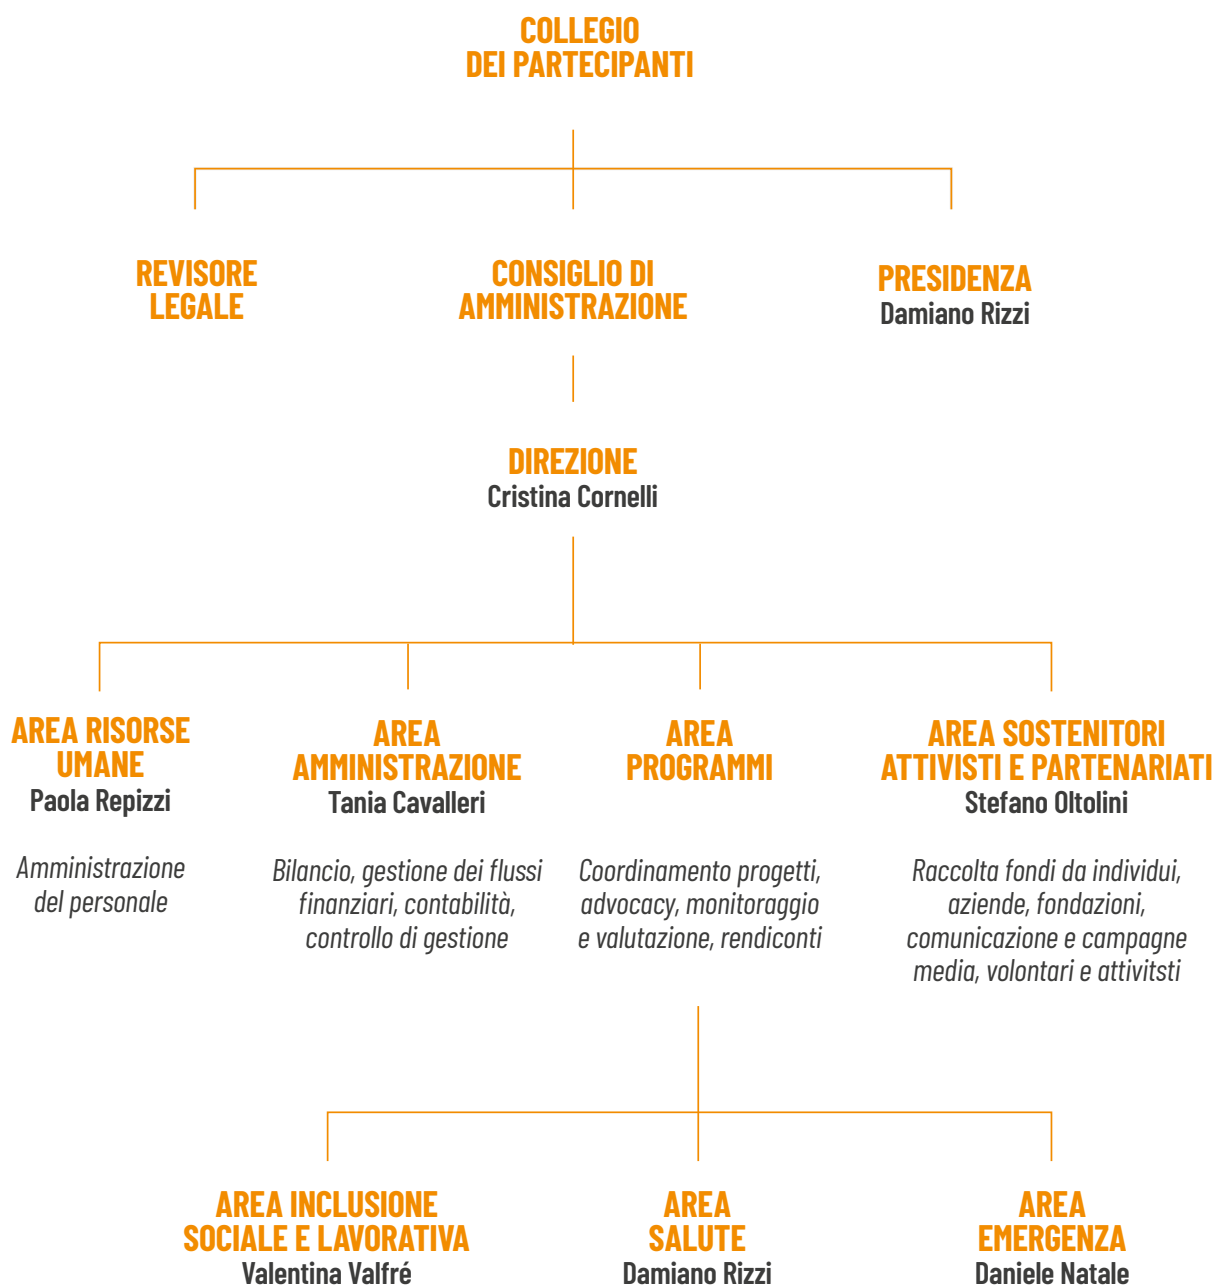 COLLEGIO
DEI PARTECIPANTI
REVISORE
LEGALE
CONSIGLIO DI
AMMINISTRAZIONE
PRESIDENZA
Damiano Rizzi
DIREZIONE
Cristina Cornelli
AREA RISORSE
UMANE
Paola Repizzi
Amministrazione
del personale
AREA
AMMINISTRAZIONE
Tania Cavalleri
Bilancio, gestione dei flussi
finanziari, contabilità,
controllo di gestione
AREA
PROGRAMMI
Coordinamento progetti,
advocacy, monitoraggio
e valutazione, rendiconti
AREA SOSTENITORI
ATTIVISTI E PARTENARIATI
Stefano Oltolini
Raccolta fondi da individui,
aziende, fondazioni,
comunicazione e campagne
media, volontari e attivitsti
AREA INCLUSIONE
SOCIALE E LAVORATIVA
Valentina Valfré
AREA
SALUTE
Damiano Rizzi
AREA
EMERGENZA
Daniele Natale